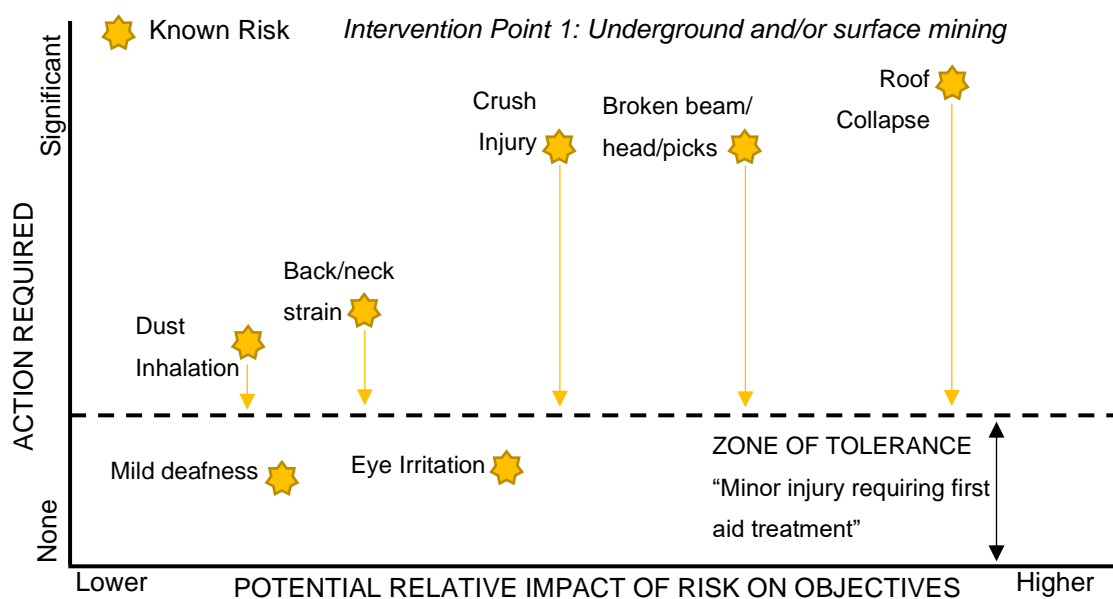 Known Risk
Intervention Point 1: Underground and/or surface mining
Significant
ACTION REQUIRED
None
Roof
Collapse
Crush
Injury
Broken beam/
head/picks
Back/neck
strain
Dust
Inhalation
Mild deafness
Eye Irritation
ZONE OF TOLERANCE
“Minor injury requiring first
aid treatment”
Lower
POTENTIAL RELATIVE IMPACT OF RISK ON OBJECTIVES
Higher